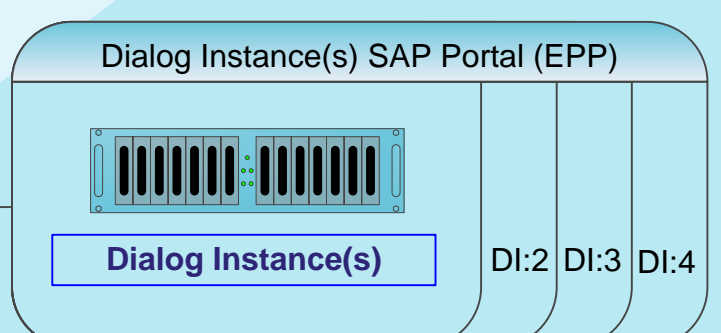 Dialog Instance(s) SAP Portal (EPP)
Dialog Instance(s)
DI:2
DI:3
DI:4